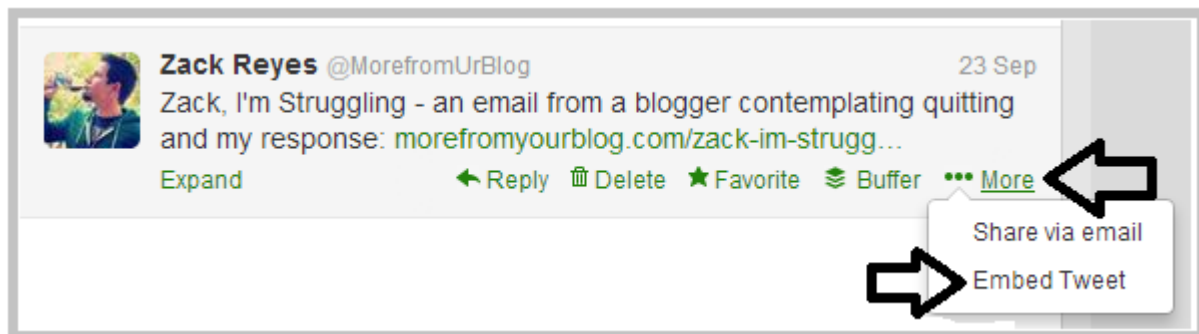 Zack Reyes @MorefromUrBlog 23 Sep
Zack, I'm Struggling - an email from a blogger contemplating quitting
and my response: morefromyourblog.com/zack-im-strugg...
Expand Reply Delete Favorite Buffer More
Share via email
Embed Tweet